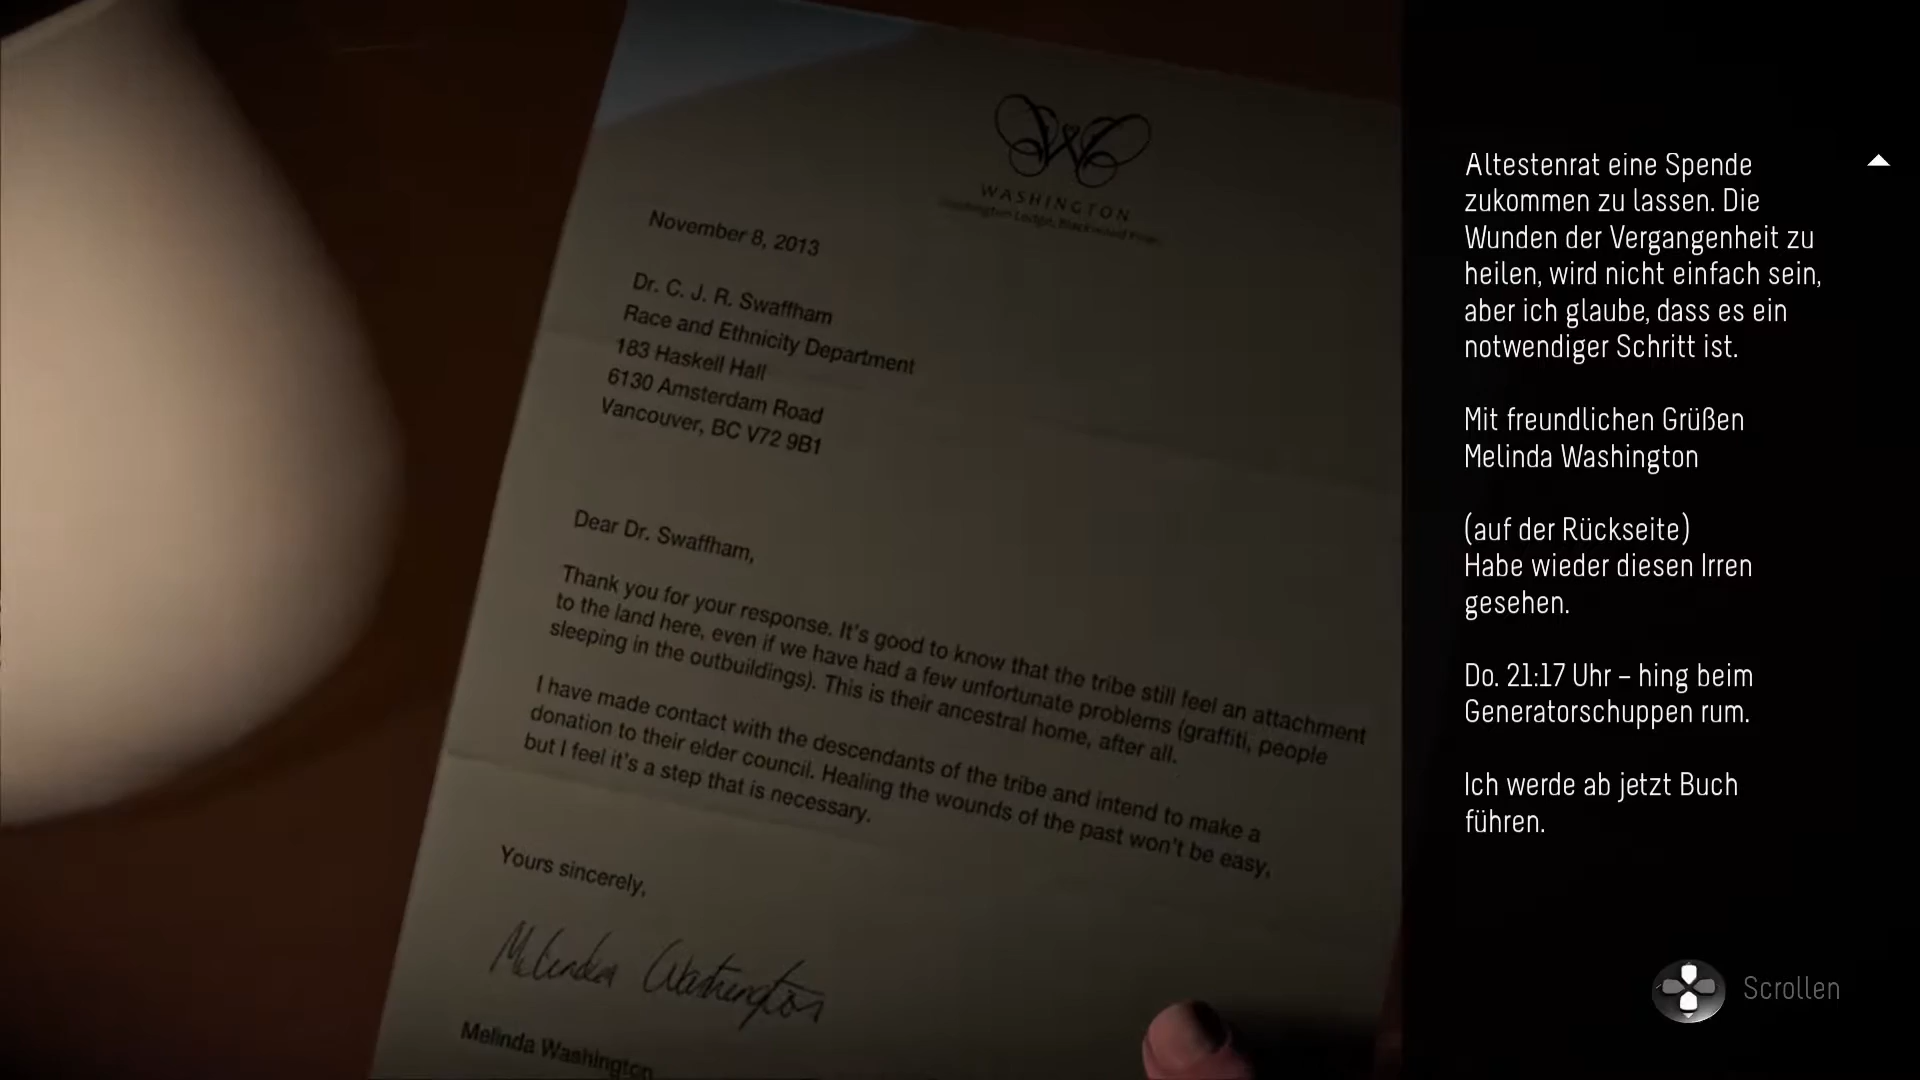 WASHINGTON
Washington Lodge, Blackwood Pines
November 8, 2013
Dr. C. J. R. Swaffham
Race and Ethnicity Department
183 Haskell Hall
6130 Amsterdam Road
Vancouver, BC V72 9B1
Dear Dr. Swaffham,
Thank you for your response. It's good to know that the tribe still feel an attachment
to the land here, even if we have had a few unfortunate problems (graffiti, people
sleeping in the outbuildings). This is their ancestral home, after all.
I have made contact with the descendants of the tribe and intend to make a
donation to their elder council. Healing the wounds of the past won't be easy,
but I feel it's a step that is necessary.
Yours sincerely,
Melinda Washington
Melinda Washington
Altestenrat eine Spende
zukommen zu lassen. Die
Wunden der Vergangenheit zu
heilen, wird nicht einfach sein,
aber ich glaube, dass es ein
notwendiger Schritt ist.
Mit freundlichen Grüßen
Melinda Washington
(auf der Rückseite)
Habe wieder diesen Irren
gesehen.
Do. 21:17 Uhr – hing beim
Generatorschuppen rum.
Ich werde ab jetzt Buch
führen.
Scrollen